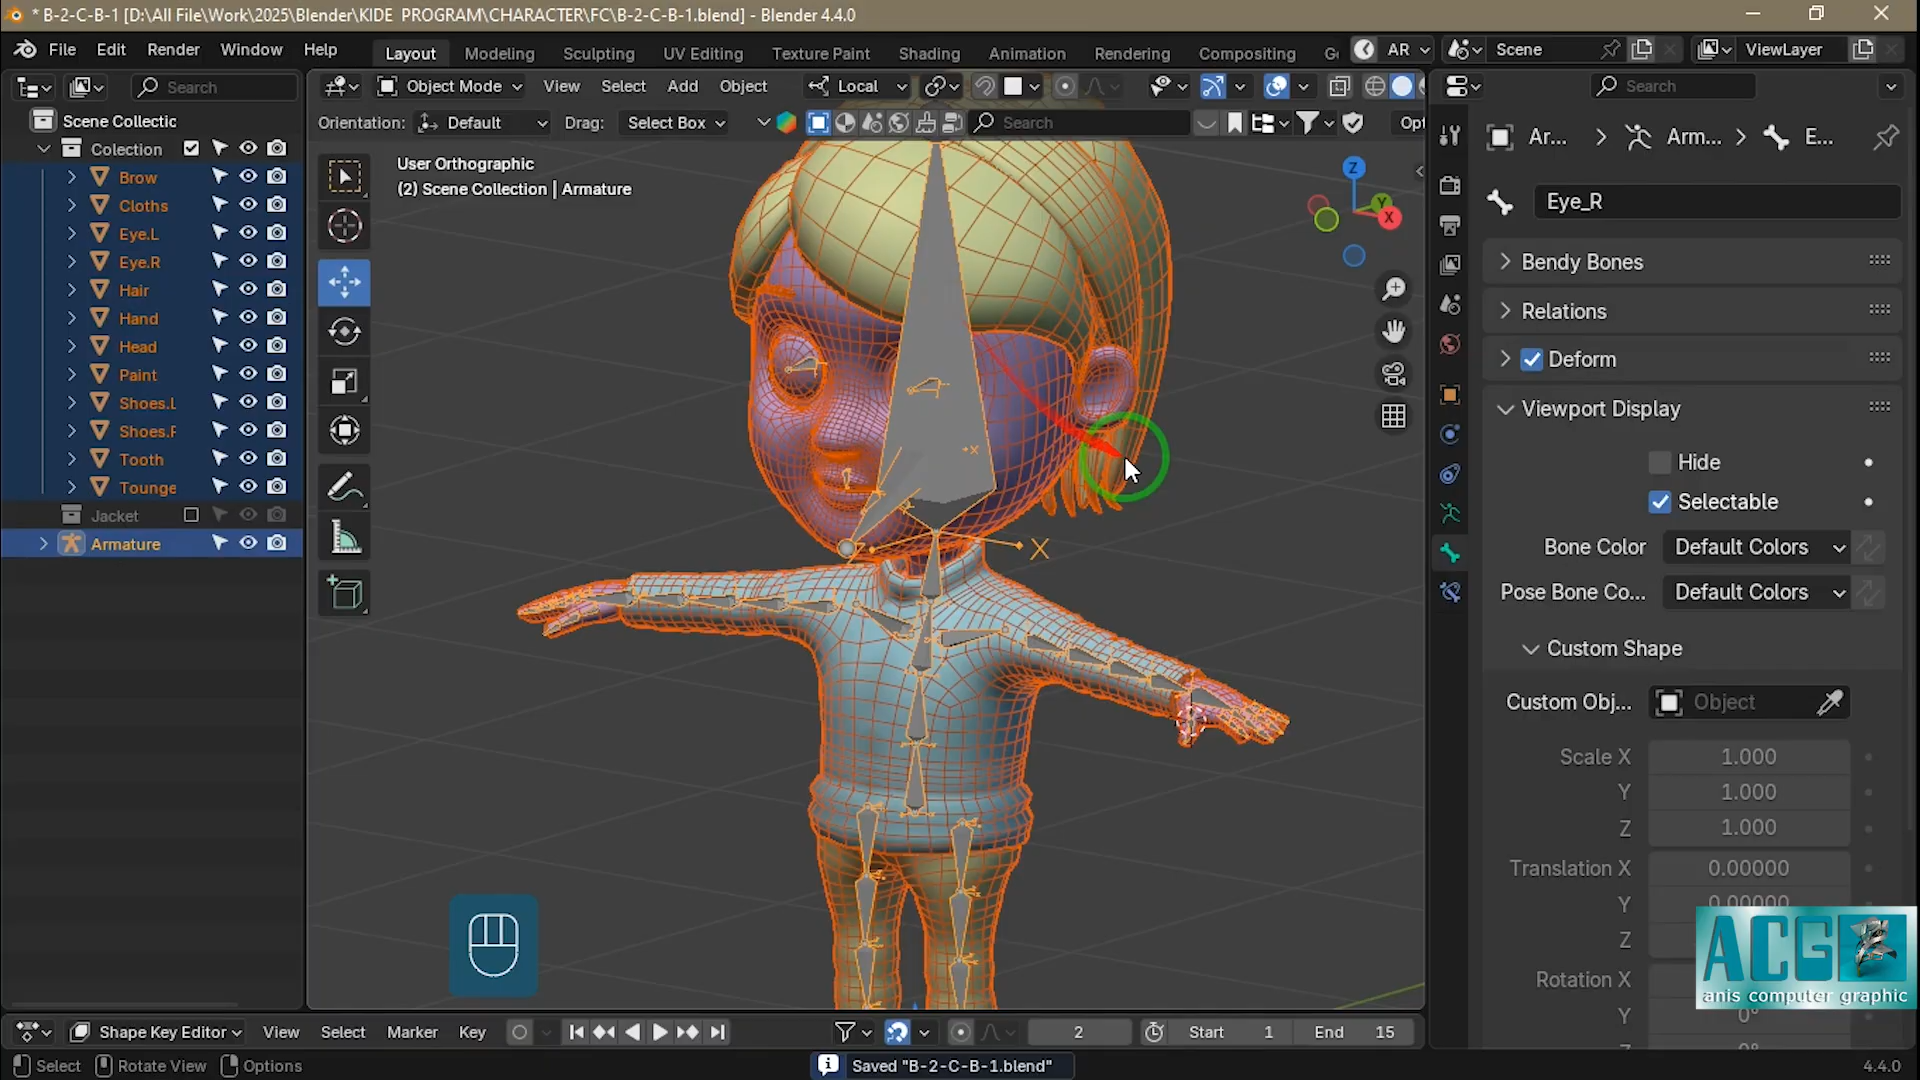 * B-2-C-B-1 [D:\All File\Work\2025\Blender\KIDE PROGRAM\CHARACTER\FC\B-2-C-B-1.blend] - Blender 4.4.0
File Edit Render Window Help Layout Modeling Sculpting UV Editing Texture Paint Shading Animation Rendering Compositing AR Scene ViewLayer
Search Object Mode View Select Add Object Local Search
Orientation: Default Drag: Select Box Search Opt
Scene Collectic
Colection
Brow
Cloths
Eye.L
Eye.R
Hair
Hand
Head
Paint
Shoes.L
Shoes.F
Tooth
Tounge
Jacket
Armature
User Orthographic
(2) Scene Collection | Armature
Z
Y
X
X
Z
Ar... Arm... E...
Eye_R
Bendy Bones
Relations
Deform
Viewport Display
Hide
Selectable
Bone Color Default Colors
Pose Bone Co... Default Colors
Custom Shape
Custom Obj... Object
Scale X 1.000
Y 1.000
Z 1.000
Translation X 0.00000
Y 0.00000
Z
Rotation X
Y 0°
ACG
anis computer graphic
Shape Key Editor View Select Marker Key 2 Start 1 End 15
Select Rotate View Options Saved "B-2-C-B-1.blend" 4.4.0